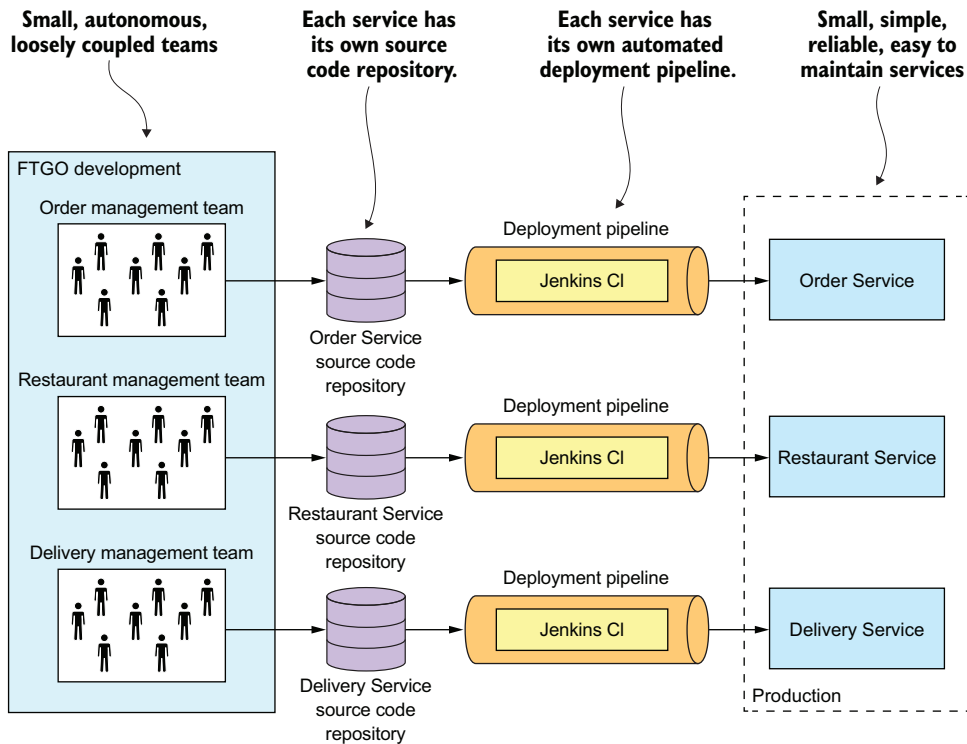 Small, autonomous,
loosely coupled teams
Each service has
its own source
code repository.
Each service has
its own automated
deployment pipeline.
Small, simple,
reliable, easy to
maintain services
FTGO development
Order management team
Deployment pipeline
Jenkins CI
Order Service
Order Service
source code
repository
Restaurant management team
Deployment pipeline
Jenkins CI
Restaurant Service
Restaurant Service
source code
repository
Delivery management team
Deployment pipeline
Jenkins CI
Delivery Service
Delivery Service
source code
repository
Production